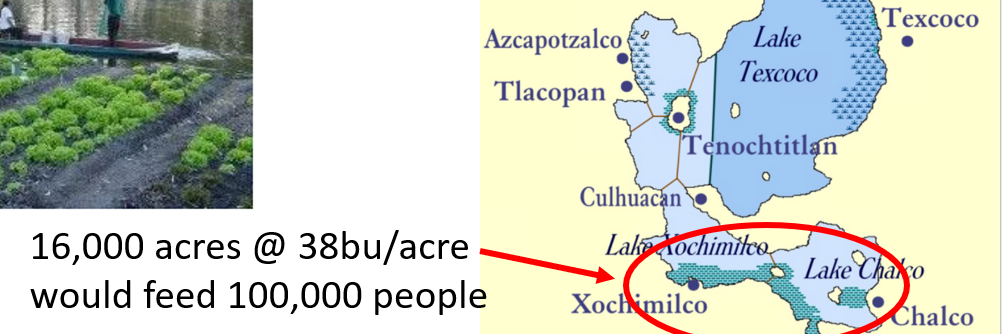 16,000 acres @ 38bu/acre
would feed 100,000 people
Azcapotzalco
Tlacopan
Lake
Texcoco
Texcoco
Tenochtitlan
Culhuacan
Lake Xochimilco
Lake Chalco
Xochimilco
Chalco